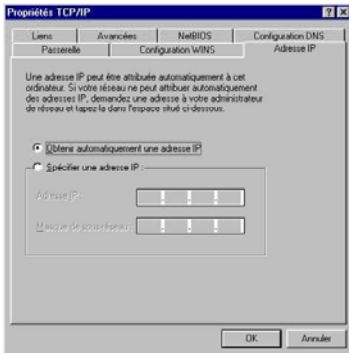 Propriétés TCP/IP
Liens Avancées NetBIOS Configuration DNS
Passerelle Configuration WINS Adresse IP
Une adresse IP peut être attribuée automatiquement à cet
ordinateur. Si votre réseau ne peut attribuer automatiquement
des adresses IP, demandez une adresse à votre administrateur
de réseau et tapez-la dans l'espace situé ci-dessous.
Obtenir automatiquement une adresse IP
Spécifier une adresse IP :
Adresse IP :
Masque de sous-réseau :
OK Annuler